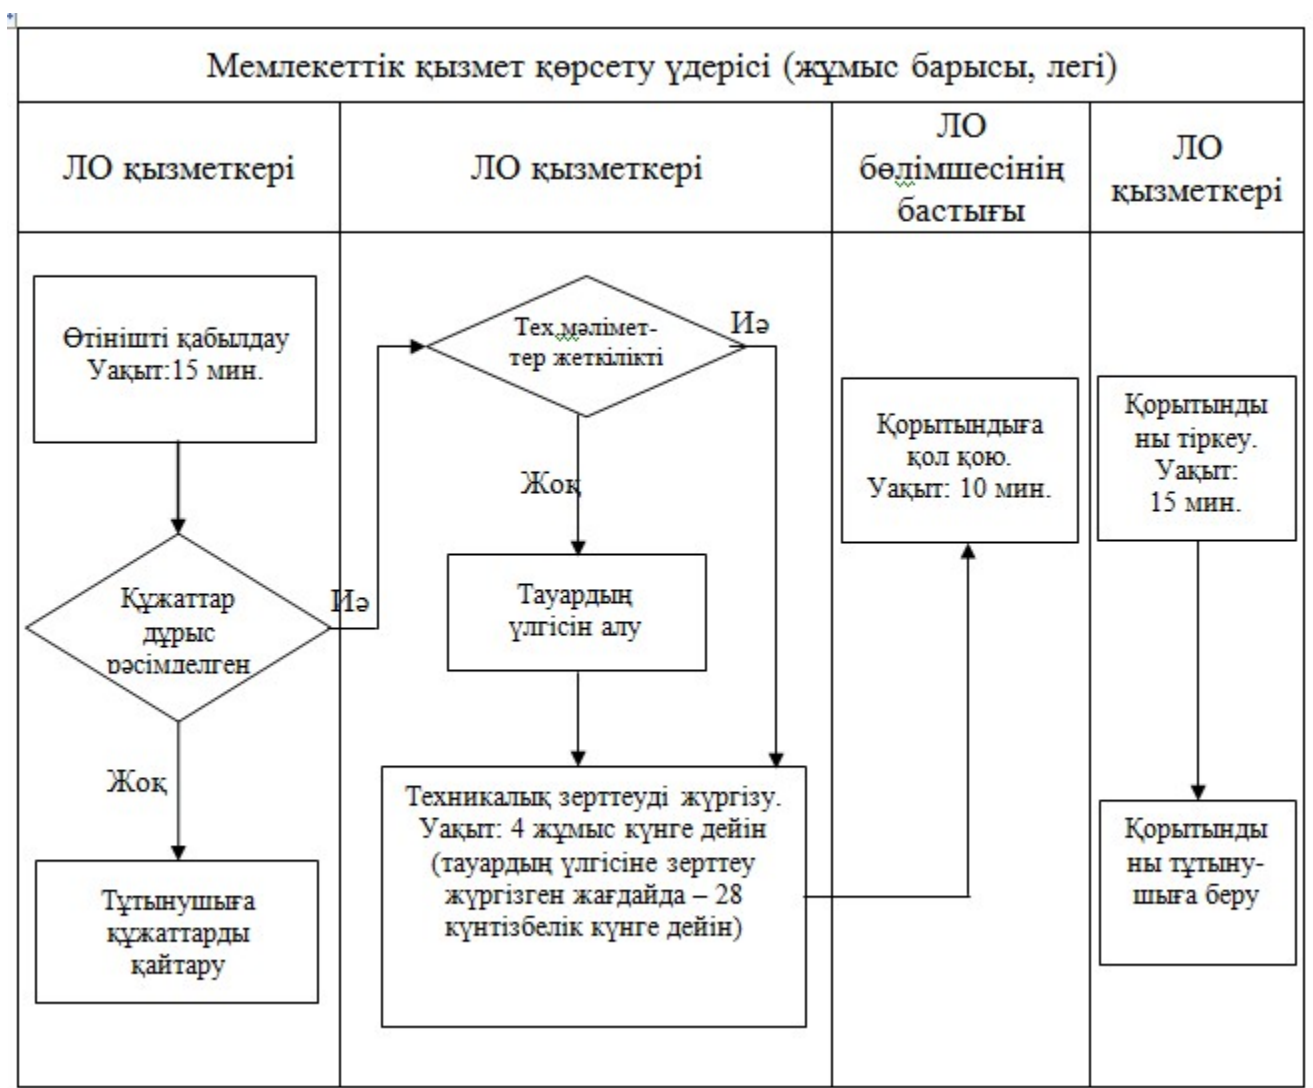 Мемлекеттік қызмет көрсету үдерісі (жұмыс барысы, легі)
ЛО қызметкері
ЛО қызметкері
ЛО
бөлімшесінің
бастығы
ЛО
қызметкері
Өтінішті қабылдау
Уақыт:15 мин.
Құжаттар
дұрыс
рәсімделген
Иә
Жоқ
Тұтынушыға
құжаттарды
қайтару
Тех.мәлімет-
тер жеткілікті
Иә
Жоқ
Тауардың
үлгісін алу
Техникалық зерттеуді жүргізу.
Уақыт: 4 жұмыс күнге дейін
(тауардың үлгісіне зерттеу
жүргізген жағдайда – 28
күнтізбелік күнге дейін)
Қорытындыға
қол қою.
Уақыт: 10 мин.
Қорытынды
ны тіркеу.
Уақыт:
15 мин.
Қорытынды
ны тұтыну-
шыға беру